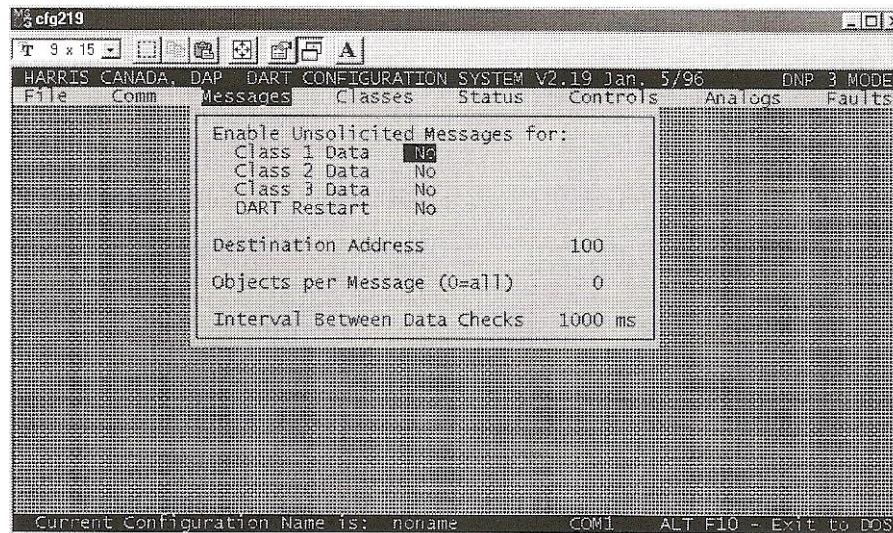 MS DOS cfg219
T 9 x 15 A
HARRIS CANADA, DAP DART CONFIGURATION SYSTEM V2.19 Jan, 5/96 DNP 3 MODE
File Comm Messages Classes Status Controls Analogs Faults
Enable Unsolicited Messages for:
Class 1 Data No
Class 2 Data No
Class 3 Data No
DART Restart No
Destination Address 100
Objects per Message (0=all) 0
Interval Between Data Checks 1000 ms
Current Configuration Name is: noname COM1 ALT F10 - Exit to DOS